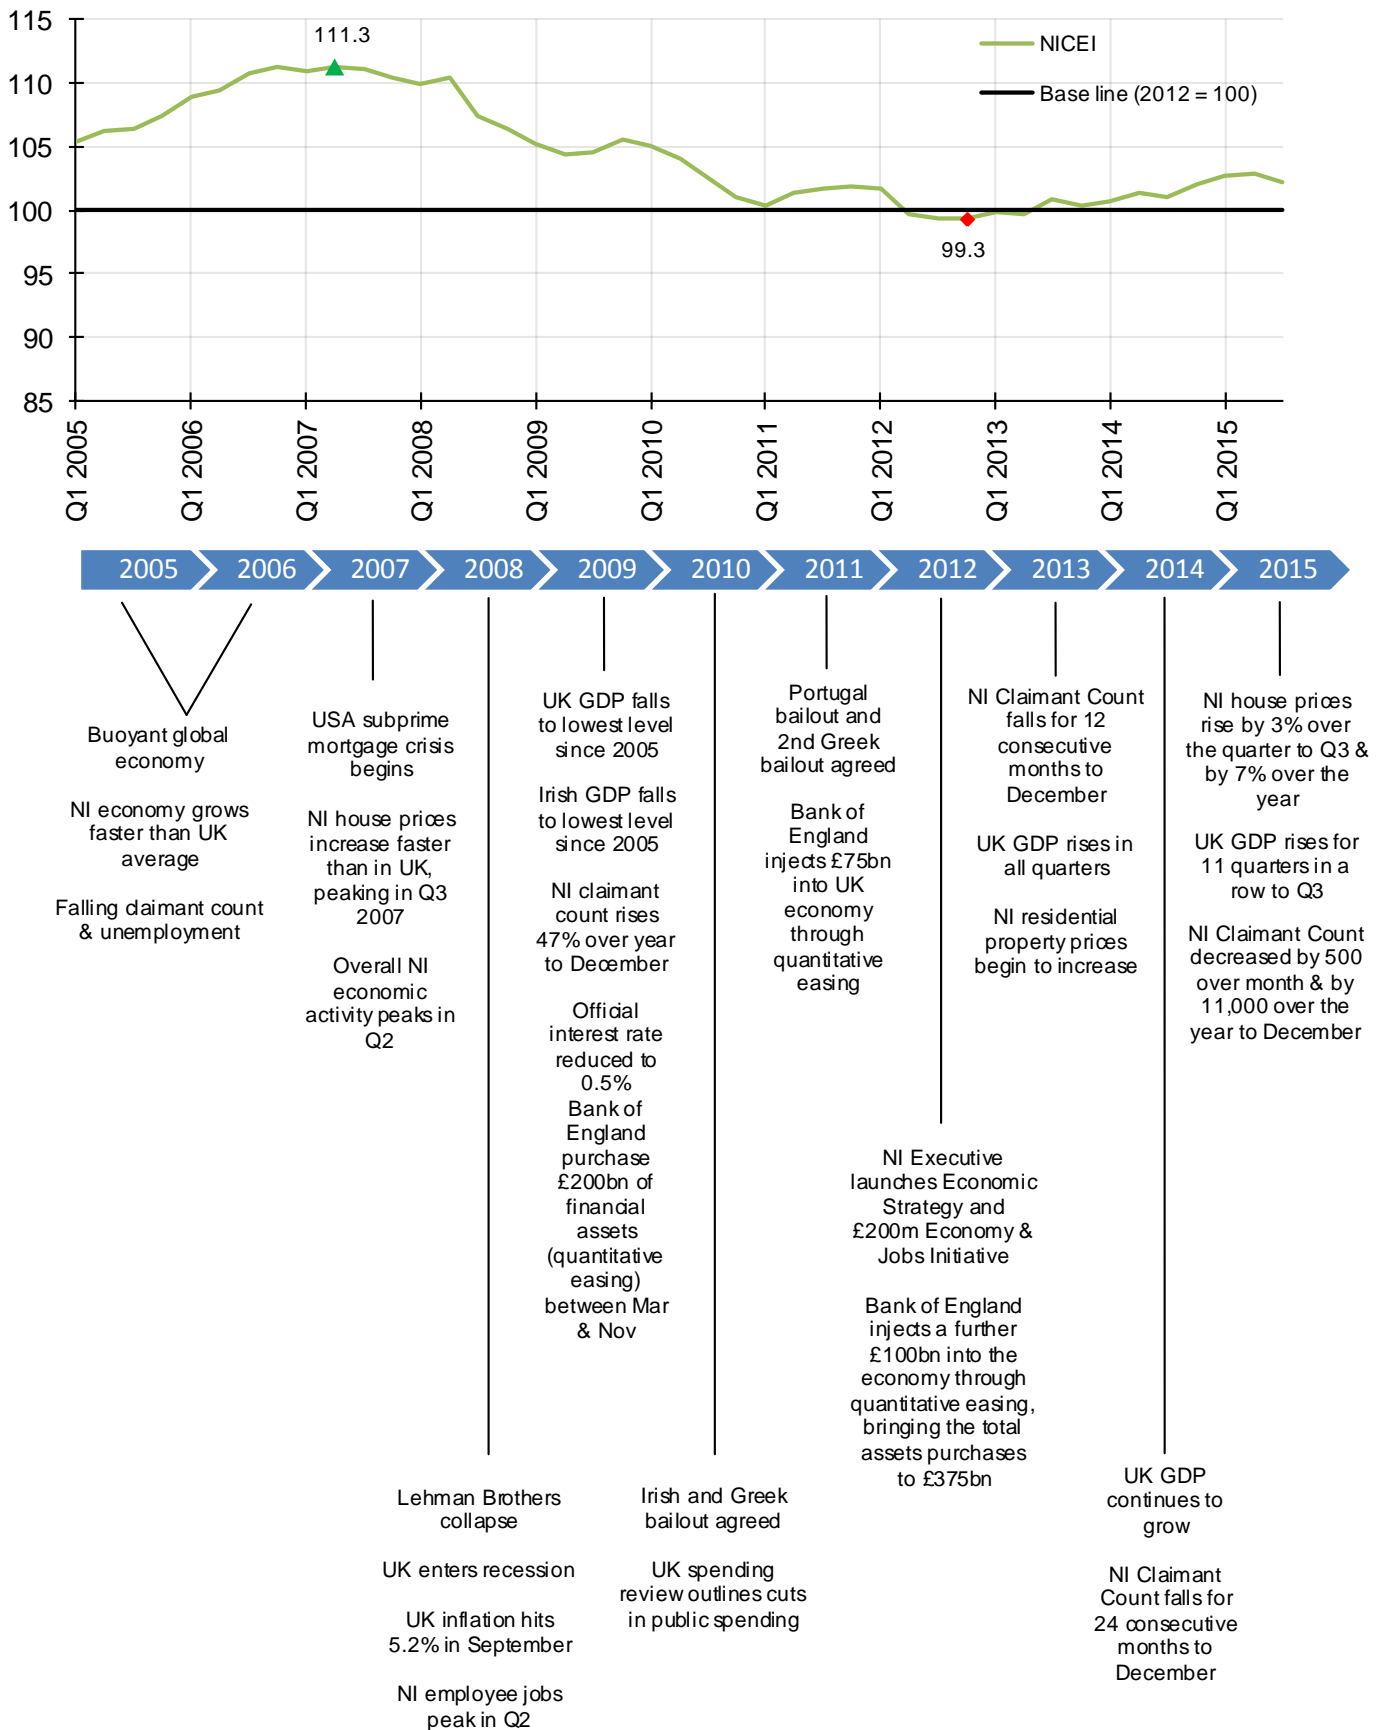 115
110
105
100
95
90
85
111.3
99.3
NICEI
Base line (2012 = 100)
Q1 2005
Q1 2006
Q1 2007
Q1 2008
Q1 2009
Q1 2010
Q1 2011
Q1 2012
Q1 2013
Q1 2014
Q1 2015
2005
2006
2007
2008
2009
2010
2011
2012
2013
2014
2015
Buoyant global
economy
NI economy grows
faster than UK
average
Falling claimant count
& unemployment
USA subprime
mortgage crisis
begins
NI house prices
increase faster
than in UK,
peaking in Q3
2007
Overall NI
economic
activity peaks in
Q2
Lehman Brothers
collapse
UK enters recession
UK inflation hits
5.2% in September
NI employee jobs
peak in Q2
UK GDP falls
to lowest level
since 2005
Irish GDP falls
to lowest level
since 2005
NI claimant
count rises
47% over year
to December
Official
interest rate
reduced to
0.5%
Bank of
England
purchase
£200bn of
financial
assets
(quantitative
easing)
between Mar
& Nov
Irish and Greek
bailout agreed
UK spending
review outlines cuts
in public spending
Portugal
bailout and
2nd Greek
bailout agreed
Bank of
England
injects £75bn
into UK
economy
through
quantitative
easing
NI Executive
launches Economic
Strategy and
£200m Economy &
Jobs Initiative
Bank of England
injects a further
£100bn into the
economy through
quantitative easing,
bringing the total
assets purchases
to £375bn
NI Claimant Count
falls for 12
consecutive
months to
December
UK GDP rises in
all quarters
NI residential
property prices
begin to increase
UK GDP
continues to
grow
NI Claimant
Count falls for
24 consecutive
months to
December
NI house prices
rise by 3% over
the quarter to Q3 &
by 7% over the
year
UK GDP rises for
11 quarters in a
row to Q3
NI Claimant Count
decreased by 500
over month & by
11,000 over the
year to December